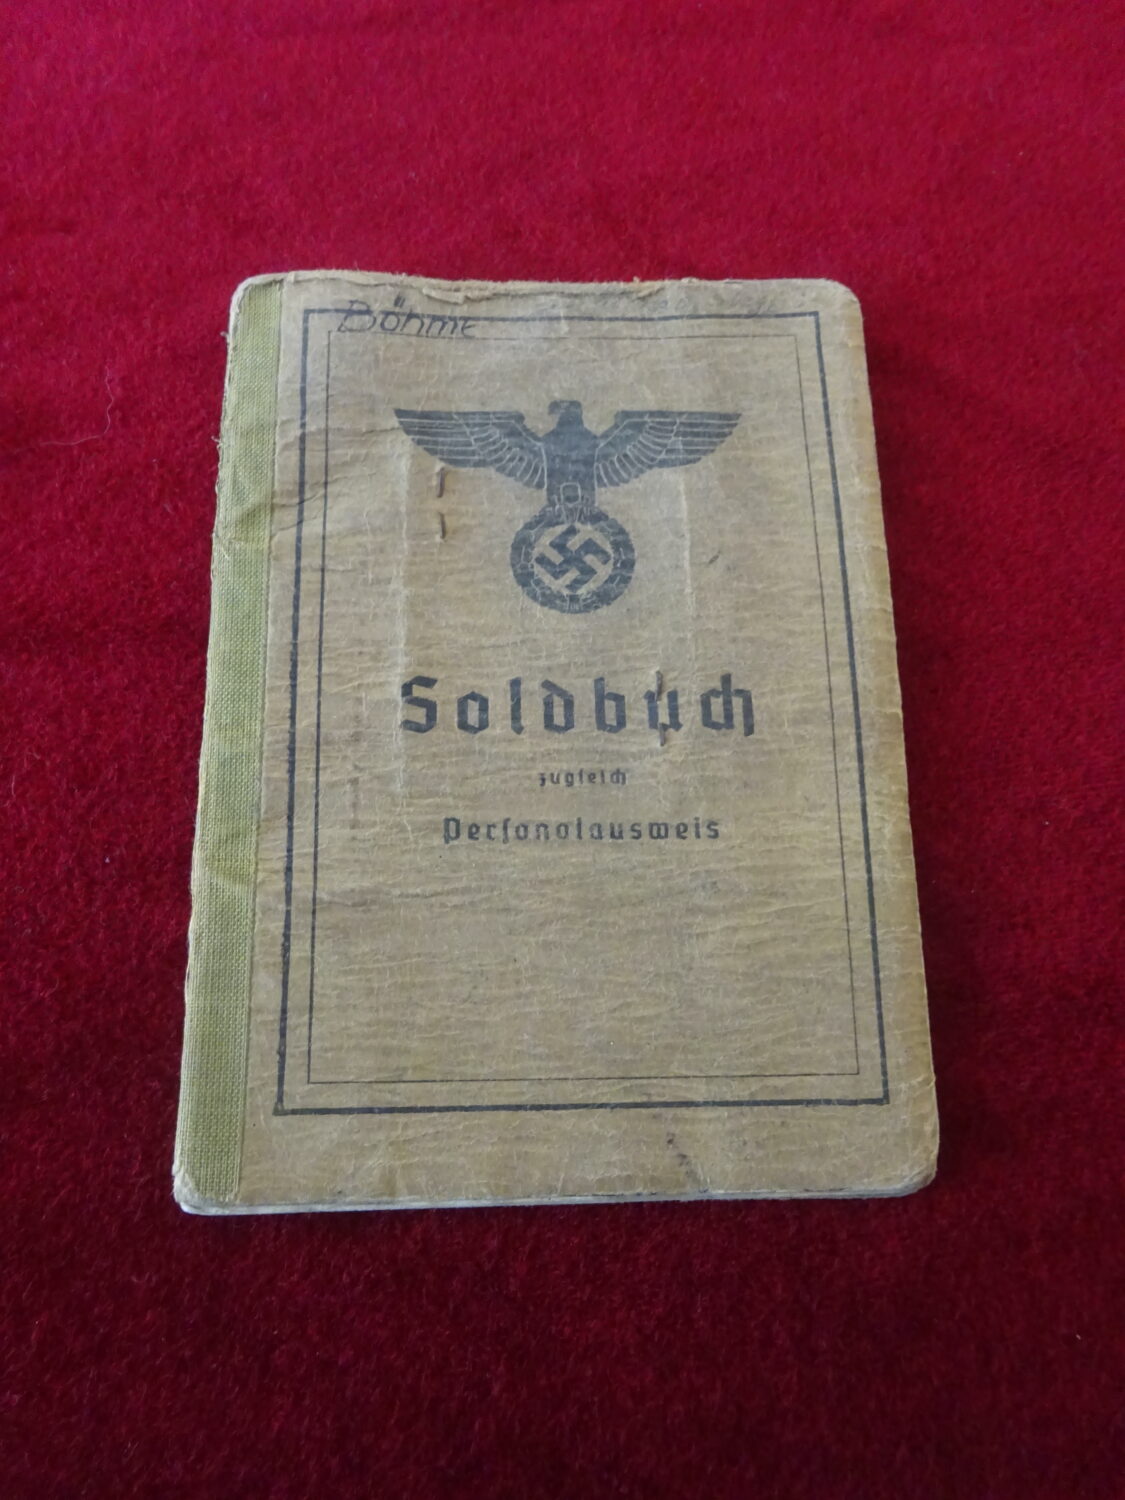 Böhme
Soldbuch
zugleich
Personalausweis